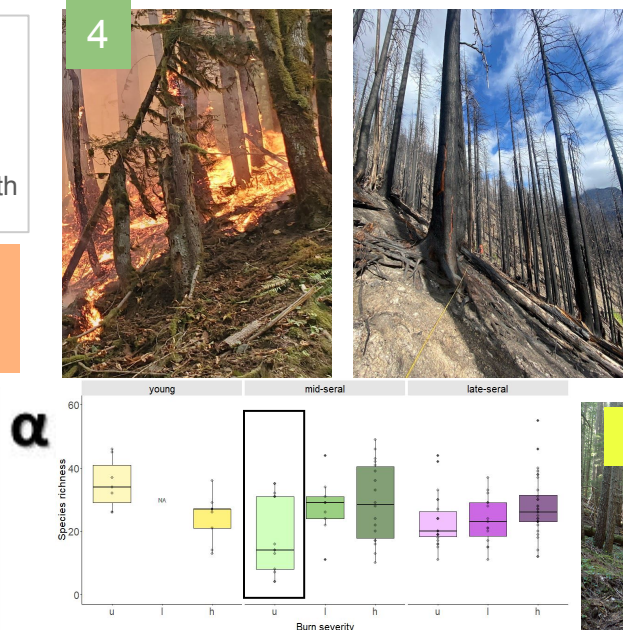 4
th
young
mid-seral
late-seral
α
Species richness
60
40
20
0
NA
u
l
h
u
l
h
u
l
h
Burn severity